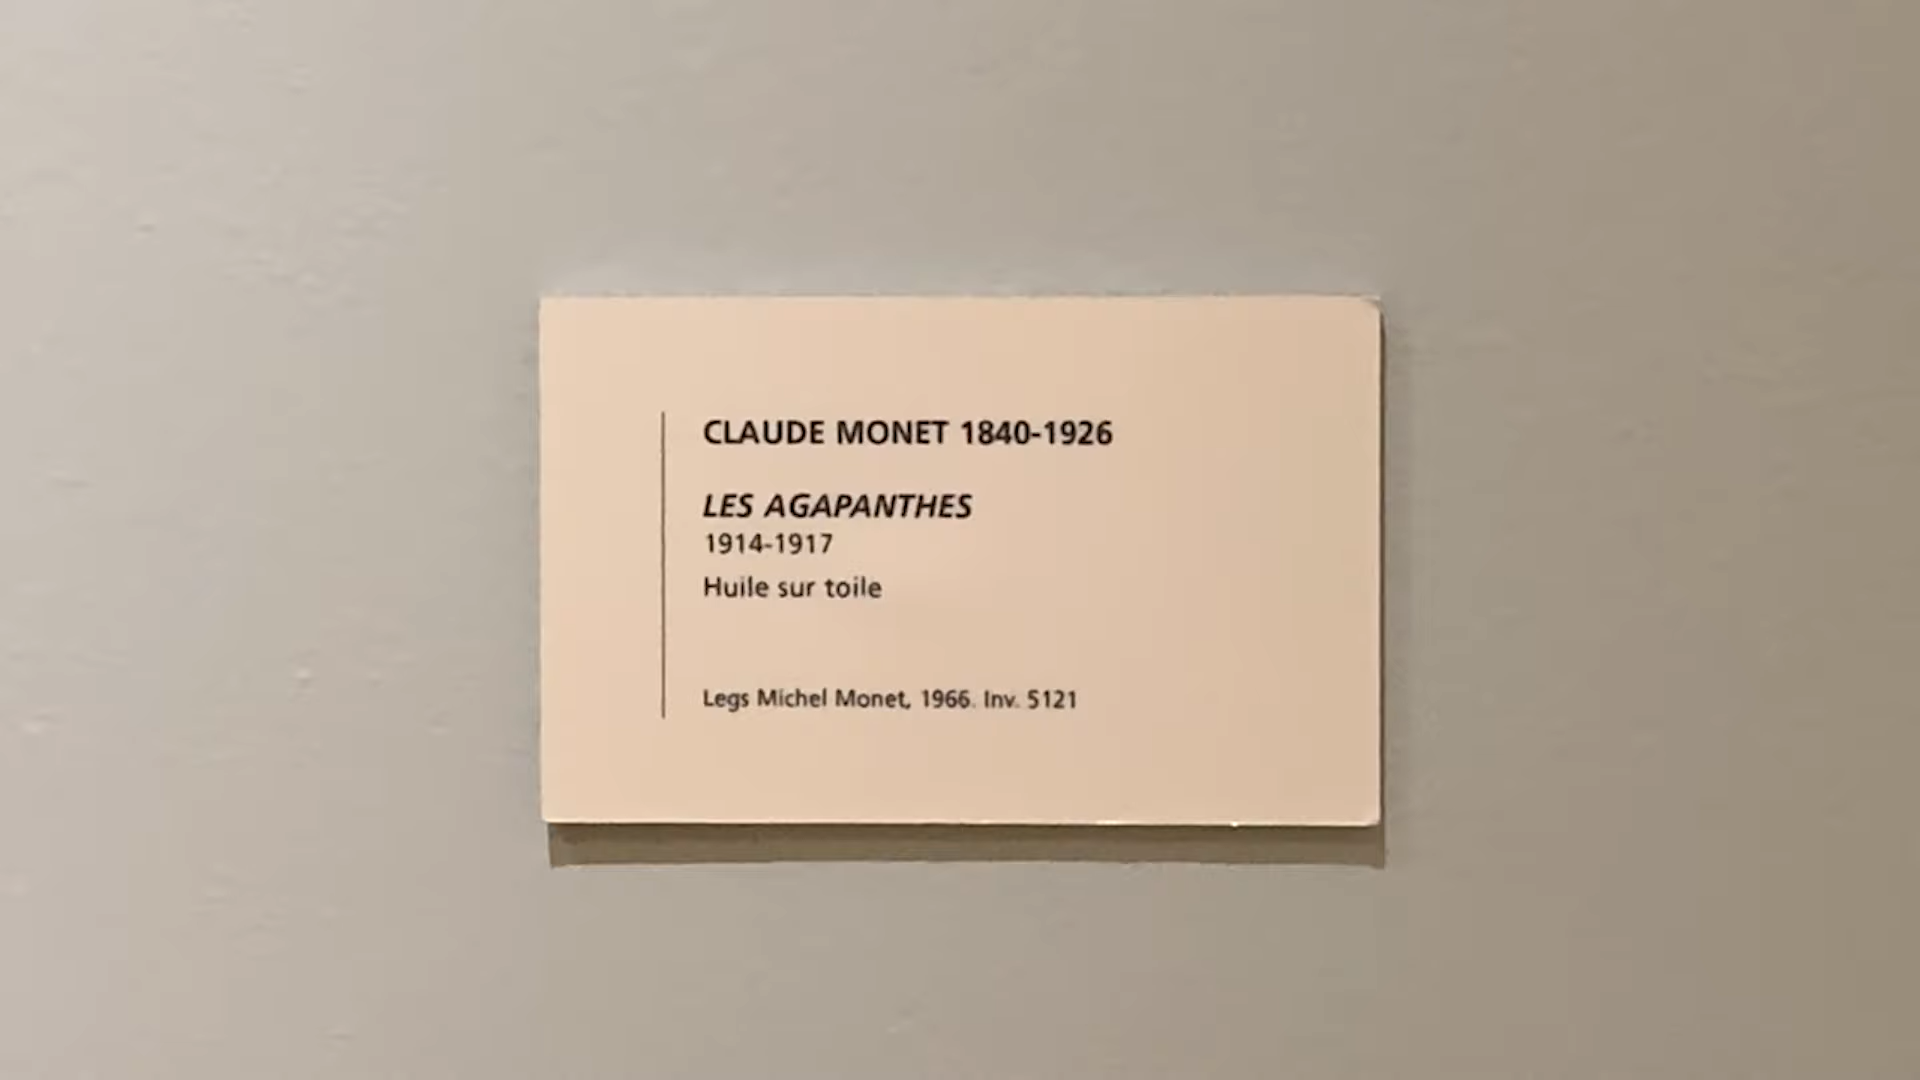 CLAUDE MONET 1840-1926
LES AGAPANTHES
1914-1917
Huile sur toile
Legs Michel Monet, 1966. Inv. 5121